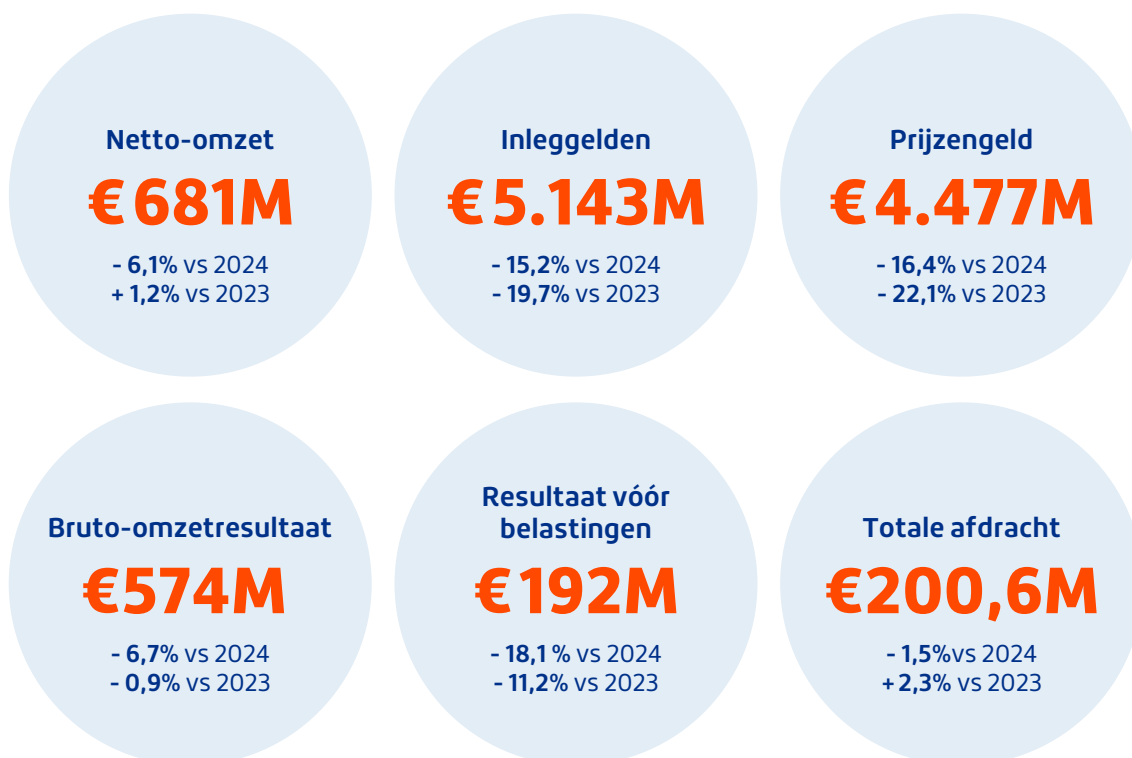 Netto-omzet
€ 681M
- 6,1% vs 2024
+ 1,2% vs 2023
Inleggelden
€ 5.143M
- 15,2% vs 2024
- 19,7% vs 2023
Prijzengeld
€ 4.477M
- 16,4% vs 2024
- 22,1% vs 2023
Bruto-omzetresultaat
€574M
- 6,7% vs 2024
- 0,9% vs 2023
Resultaat vóór
belastingen
€ 192M
- 18,1 % vs 2024
- 11,2% vs 2023
Totale afdracht
€200,6M
- 1,5%vs 2024
+ 2,3% vs 2023